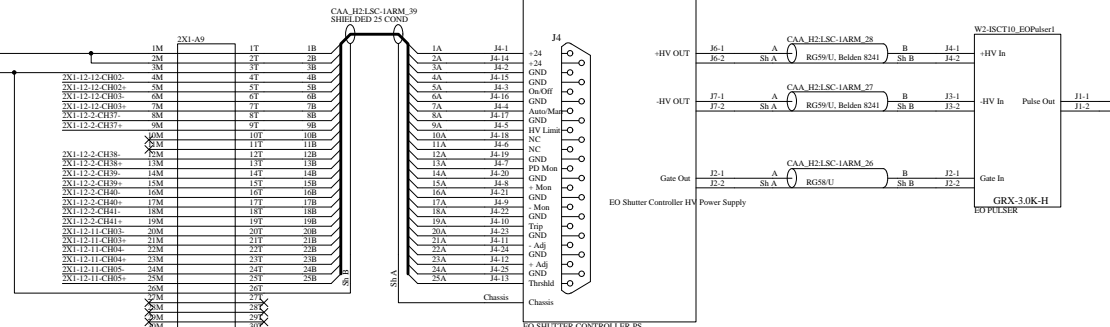 CAA_H2:LSC-1ARM_39
SHIELDED 25 COND
2X1-A9
J4
W2-ISCT10_EOPulser1
1M 1T 1B 1A J4-1 +24
2M 2T 2B 2A J4-14 +24
3M 3T 3B 3A J4-2 GND
2X1-12-12-CH02- 4M 4T 4B 4A J4-15 GND
2X1-12-12-CH02+ 5M 5T 5B 5A J4-3 On/Off
2X1-12-12-CH03- 6M 6T 6B 6A J4-16 GND
2X1-12-12-CH03+ 7M 7T 7B 7A J4-4 Auto/Man
2X1-12-2-CH37- 8M 8T 8B 8A J4-17 GND
2X1-12-2-CH37+ 9M 9T 9B 9A J4-5 HV Limit
10M 10T 10B 10A J4-18 NC
11M 11T 11B 11A J4-6 NC
2X1-12-2-CH38- 12M 12T 12B 12A J4-19 GND
2X1-12-2-CH38+ 13M 13T 13B 13A J4-7 PD Mon
2X1-12-2-CH39- 14M 14T 14B 14A J4-20 GND
2X1-12-2-CH39+ 15M 15T 15B 15A J4-8 + Mon
2X1-12-2-CH40- 16M 16T 16B 16A J4-21 GND
2X1-12-2-CH40+ 17M 17T 17B 17A J4-9 - Mon
2X1-12-2-CH41- 18M 18T 18B 18A J4-22 GND
2X1-12-2-CH41+ 19M 19T 19B 19A J4-10 Trip
2X1-12-11-CH03- 20M 20T 20B 20A J4-23 GND
2X1-12-11-CH03+ 21M 21T 21B 21A J4-11 - Adj
2X1-12-11-CH04- 22M 22T 22B 22A J4-24 GND
2X1-12-11-CH04+ 23M 23T 23B 23A J4-12 + Adj
2X1-12-11-CH05- 24M 24T 24B 24A J4-25 GND
2X1-12-11-CH05+ 25M 25T 25B 25A J4-13 Thrshld
26M 26T
27M 27T Chassis Chassis
28M 28T
29M 29T
30M 30T
Sh B
Sh A
CAA_H2:LSC-1ARM_28
+HV OUT J6-1 A B J4-1 +HV In
J6-2 Sh A RG59/U, Belden 8241 Sh B J4-2
CAA_H2:LSC-1ARM_27
-HV OUT J7-1 A B J3-1 -HV In Pulse Out J1-1
J7-2 Sh A RG59/U, Belden 8241 Sh B J3-2 J1-2
CAA_H2:LSC-1ARM_26
Gate Out J2-1 A B J2-1 Gate In
J2-2 Sh A RG58/U Sh B J2-2
EO Shutter Controller HV Power Supply
GRX-3.0K-H
EO PULSER
EO SHUTTER CONTROLLER PS